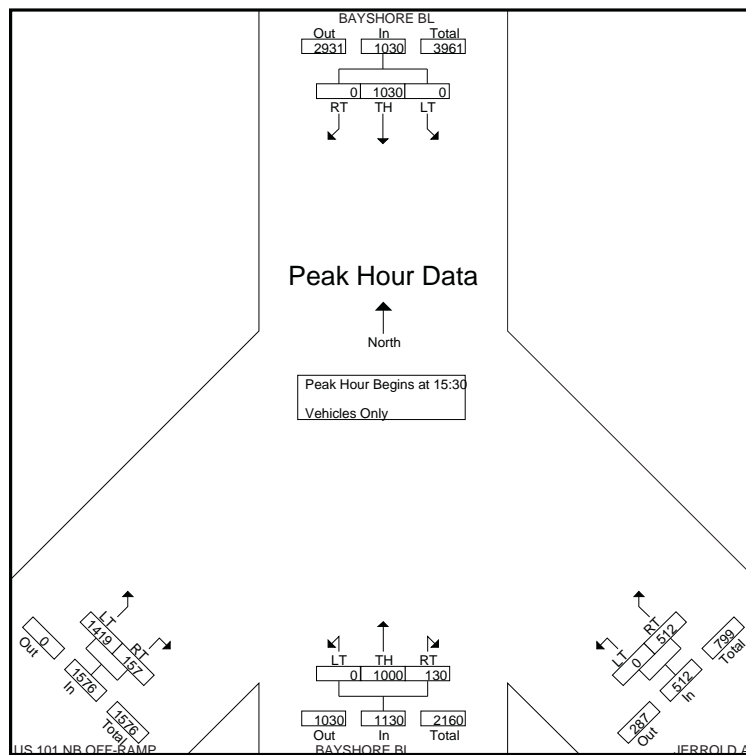 BAYSHORE BL
Out In Total
2931 1030 3961
0 1030 0
RT TH LT
Peak Hour Data
North
Peak Hour Begins at 15:30
Vehicles Only
LT RT
1419 157
Out In Total
0 1576 1576
US 101 NB OFF-RAMP
LT TH RT
0 1000 130
1030 1130 2160
Out In Total
BAYSHORE BL
RT
LT
512
0
799
Total
512
In
287
Out
JERROLD A